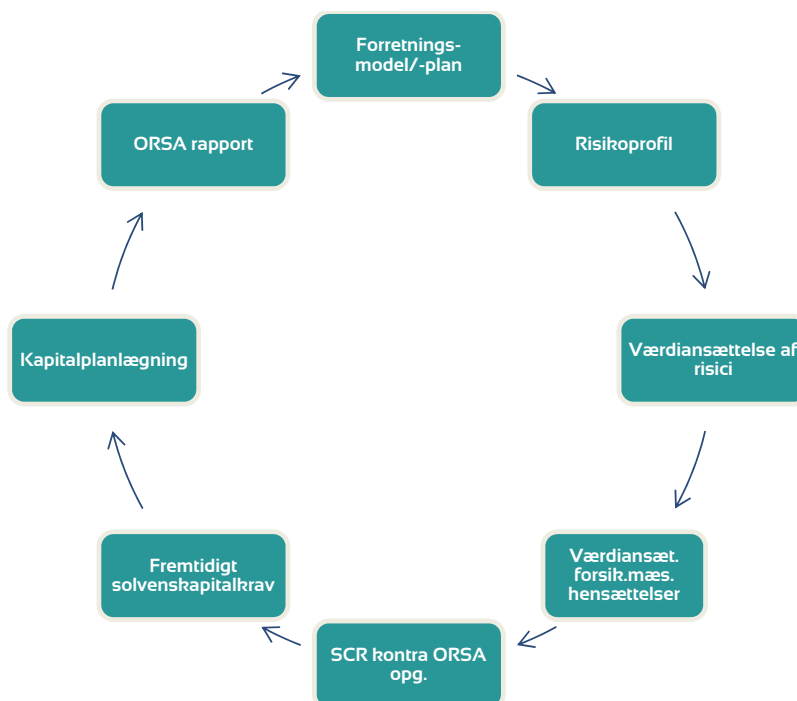 Forretnings-
model/-plan
Risikoprofil
Værdiansættelse af
risici
Værdiansæt.
forsik.mæs.
hensættelser
SCR kontra ORSA
opg.
Fremtidigt
solvenskapitalkrav
Kapitalplanlægning
ORSA rapport